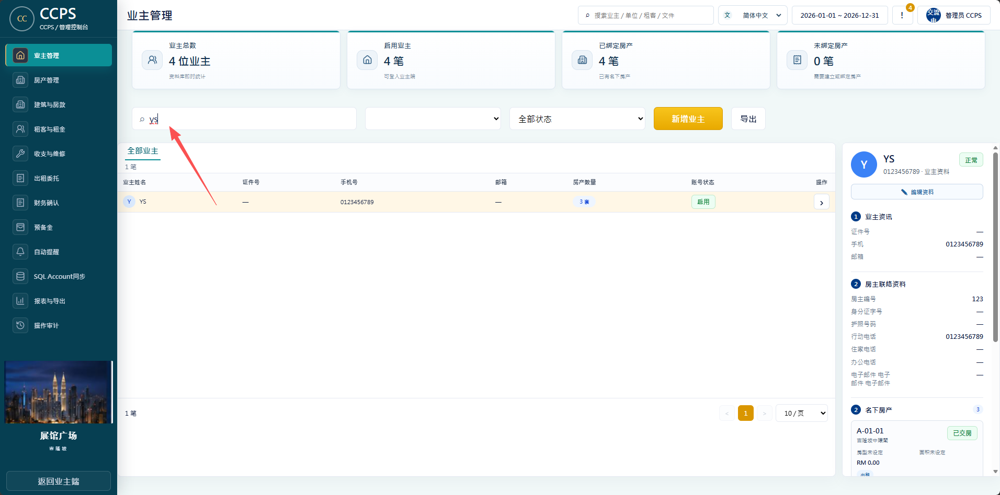 CC
CCPS
CCPS / 管理控制台
业主管理
房产管理
建筑与房款
租客与租金
收支与维修
出租委托
财务确认
预备金
自动提醒
SQL Account同步
报表与导出
操作审计
展馆广场
吉隆坡
返回业主端
业主管理
搜索业主 / 单位 / 租客 / 文件
文
简体中文
2026-01-01 ~ 2026-12-31
!
4
交流电
管理员 CCPS
业主总数
4 位业主
资料库即时统计
启用业主
4 笔
可登入业主端
已绑定房产
4 笔
已有名下房产
未绑定房产
0 笔
需要建立或绑定房产
ys
全部状态
新增业主
导出
全部业主
1 笔
业主姓名 证件号 手机号 邮箱 房产数量 账号状态 操作
Y YS — 0123456789 — 3 套 启用 ›
1 笔
< 1 > 10 / 页
Y
YS
正常
0123456789 · 业主资料
编辑资料
1 业主资讯
证件号 —
手机 0123456789
邮箱 —
2 房主联络资料
房主编号 123
身分证字号 —
护照号码 —
行动电话 0123456789
住家电话 —
办公电话 —
电子邮件 电子 —
邮件 电子邮件
2 名下房产 3
A-01-01
已交房
吉隆坡中環閣
房型未设定 面积未设定
RM 0.00
出租